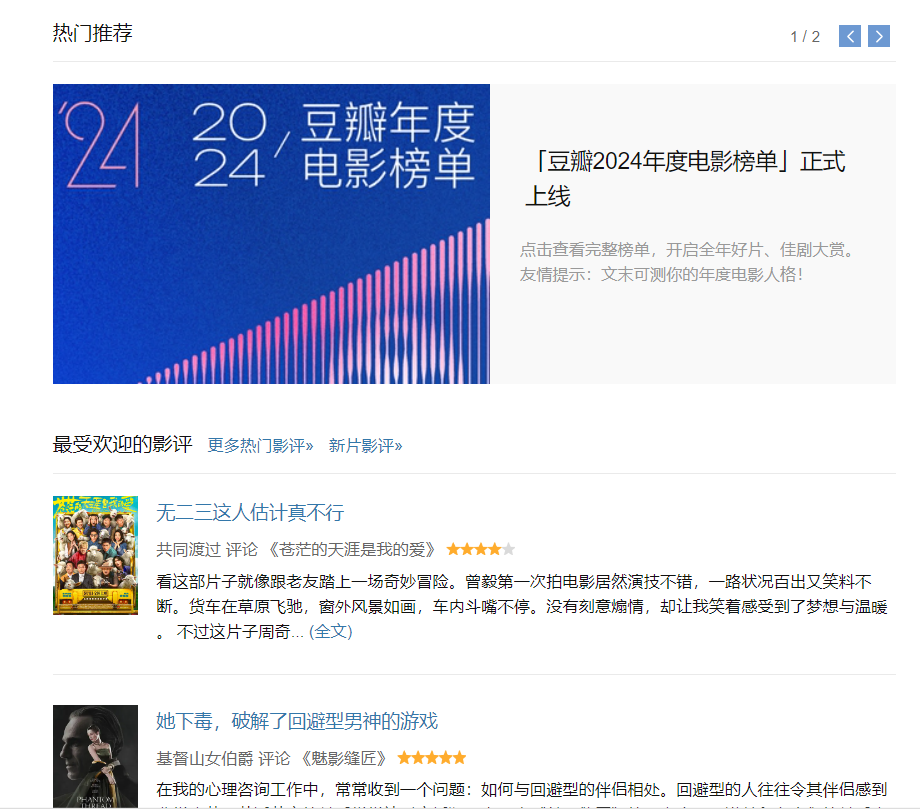 热门推荐
1 / 2
'24
20
24
/
豆瓣年度
电影榜单
「豆瓣2024年度电影榜单」正式
上线
点击查看完整榜单，开启全年好片、佳剧大赏。
友情提示：文末可测你的年度电影人格！
最受欢迎的影评 更多热门影评» 新片影评»
无二三这人估计真不行
共同渡过 评论 《苍茫的天涯是我的爱》
看这部片子就像跟老友踏上一场奇妙冒险。曾毅第一次拍电影居然演技不错，一路状况百出又笑料不
断。货车在草原飞驰，窗外风景如画，车内斗嘴不停。没有刻意煽情，却让我笑着感受到了梦想与温暖
。 不过这片子周奇... (全文)
她下毒，破解了回避型男神的游戏
基督山女伯爵 评论 《魅影缝匠》
PHANTOM
THREAD
在我的心理咨询工作中，常常收到一个问题：如何与回避型的伴侣相处。回避型的人往往令其伴侣感到